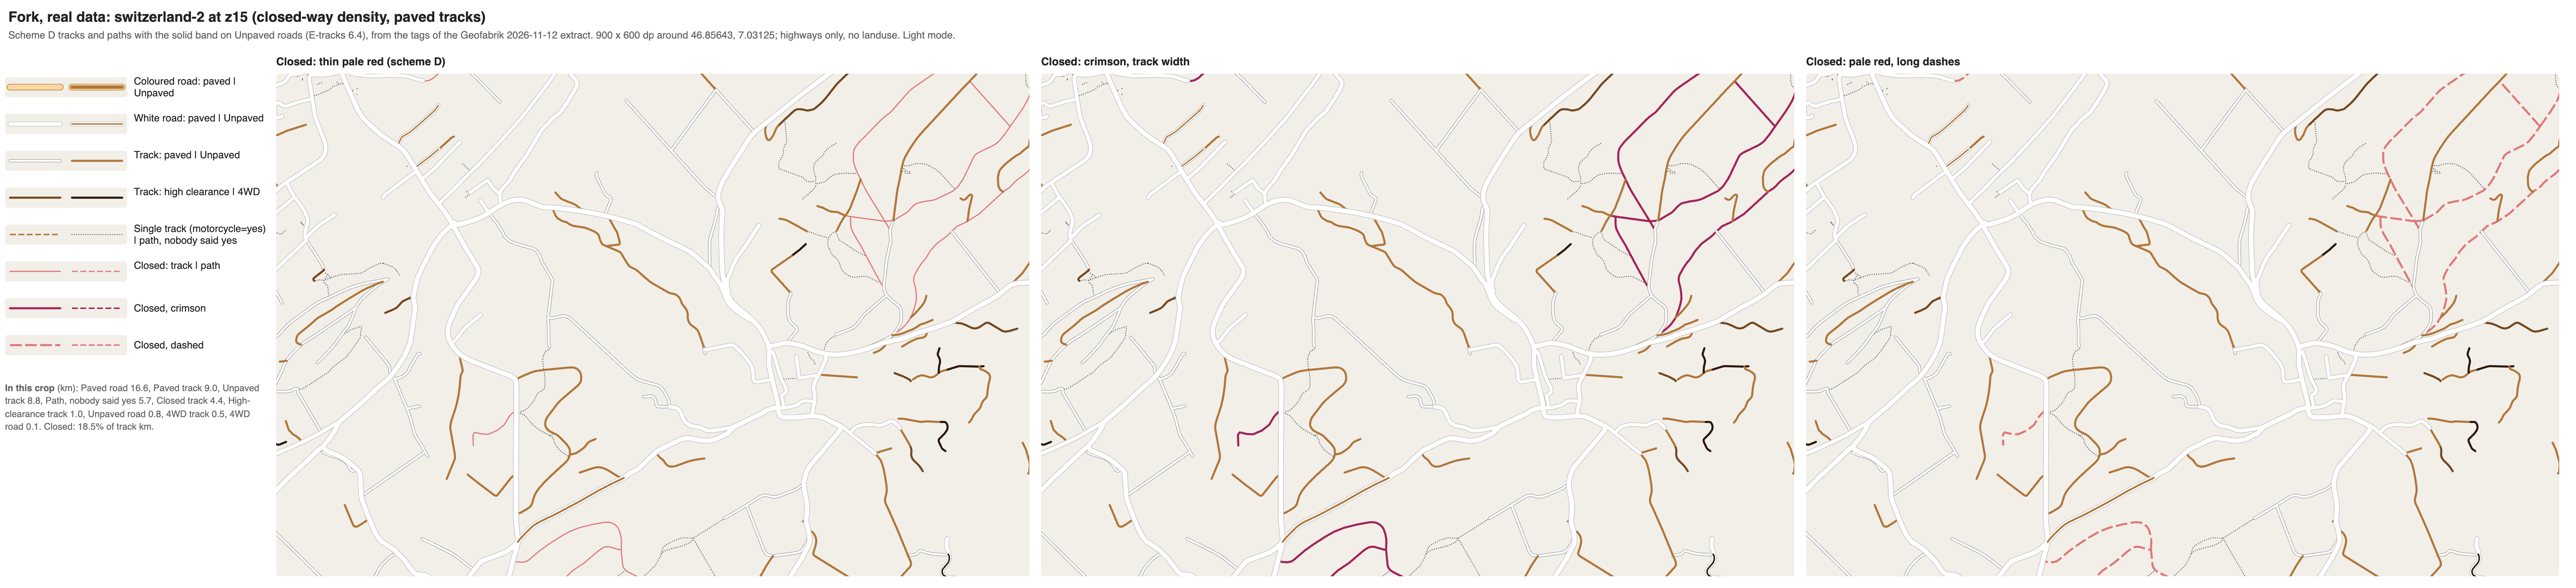 Fork, real data: switzerland-2 at z15 (closed-way density, paved tracks)
Scheme D tracks and paths with the solid band on Unpaved roads (E-tracks 6.4), from the tags of the Geofabrik 2026-11-12 extract. 900 x 600 dp around 46.85643, 7.03125; highways only, no landuse. Light mode.
Coloured road: paved |
Unpaved
White road: paved | Unpaved
Track: paved | Unpaved
Track: high clearance | 4WD
Single track (motorcycle=yes)
| path, nobody said yes
Closed: track | path
Closed, crimson
Closed, dashed
In this crop (km): Paved road 16.6, Paved track 9.0, Unpaved
track 8.8, Path, nobody said yes 5.7, Closed track 4.4, High-
clearance track 1.0, Unpaved road 0.8, 4WD track 0.5, 4WD
road 0.1. Closed: 18.5% of track km.
Closed: thin pale red (scheme D)
Closed: crimson, track width
Closed: pale red, long dashes